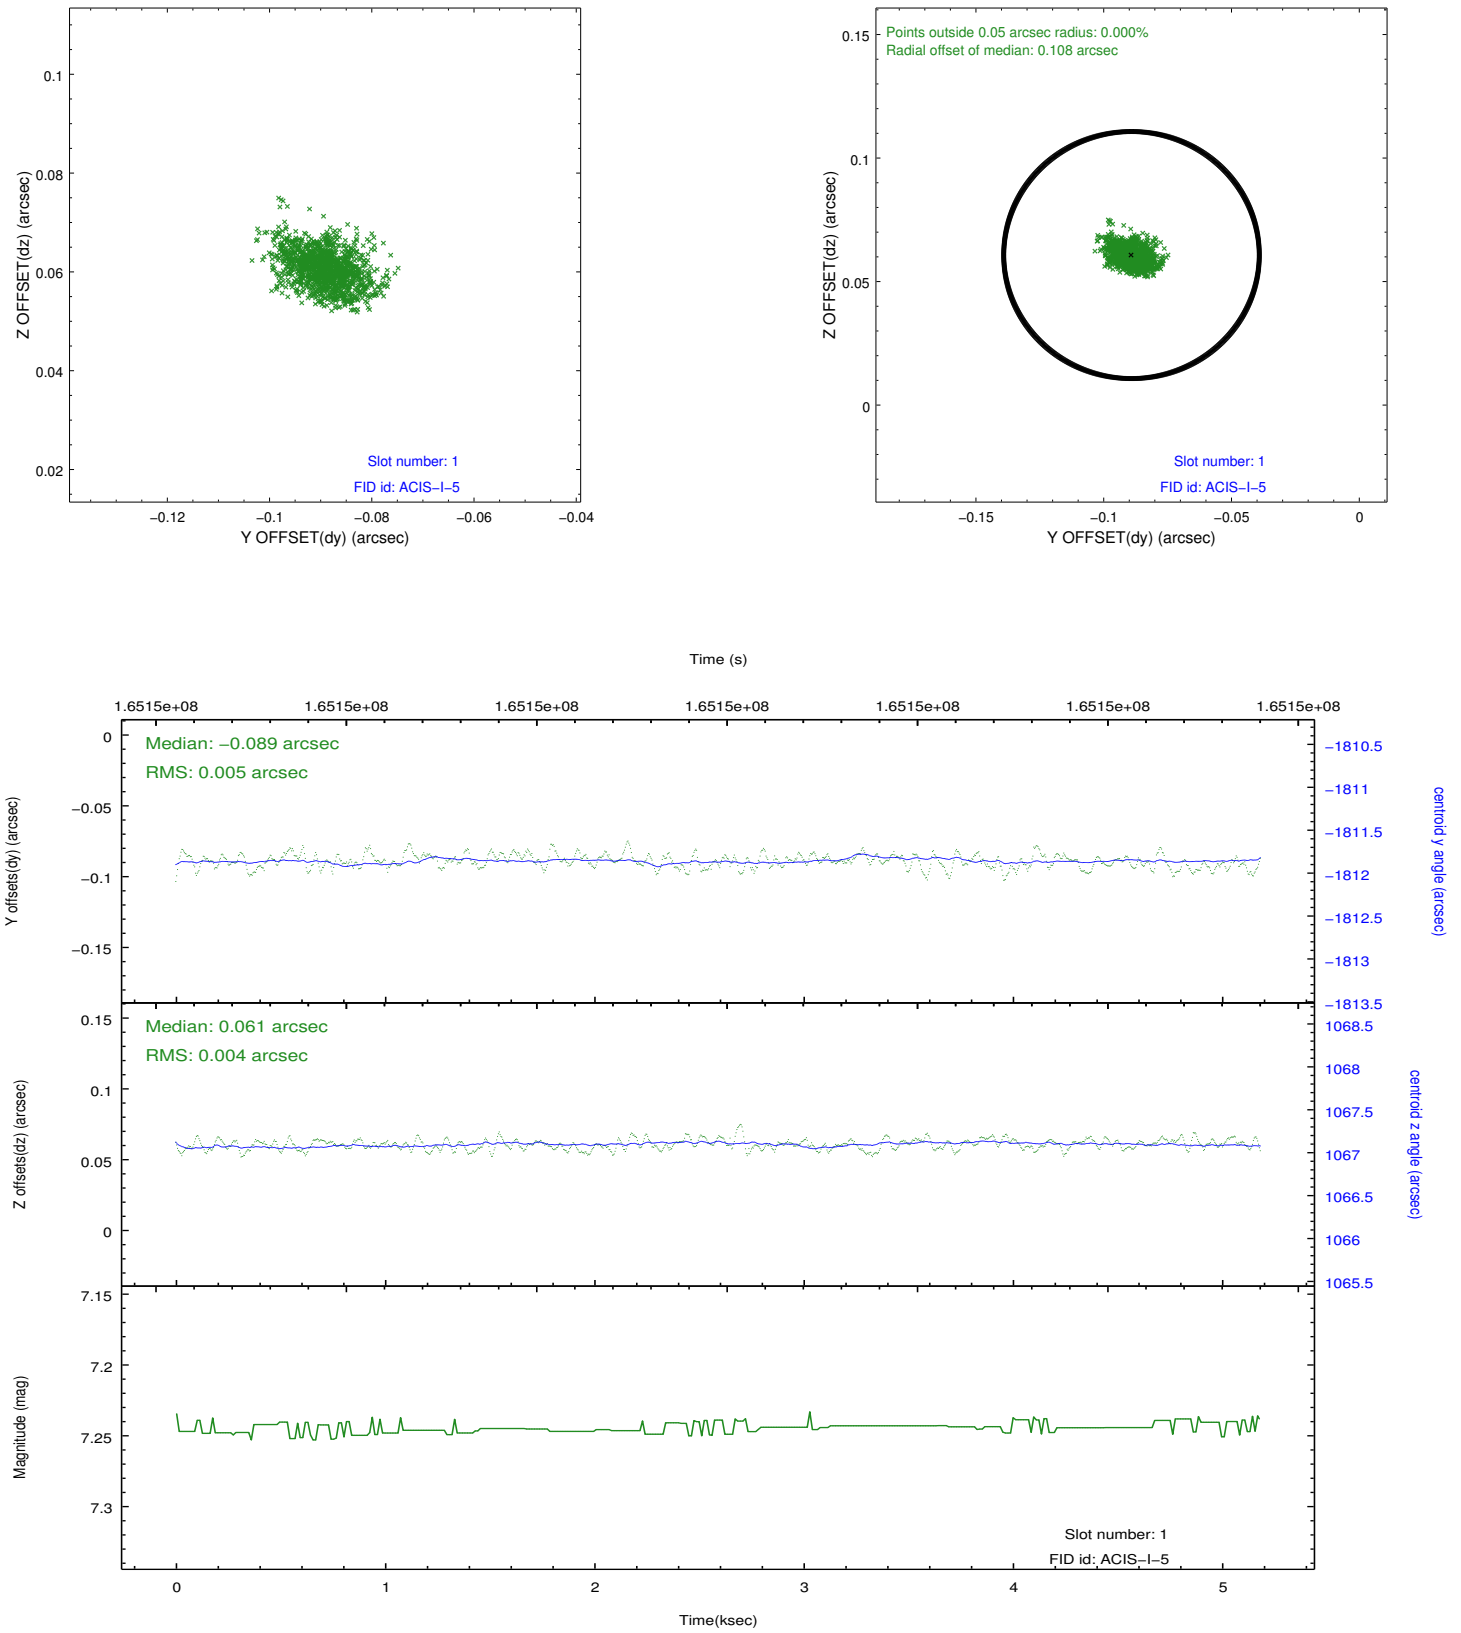 0.1
0.08
0.06
0.04
0.02
Z OFFSET(dz) (arcsec)
Slot number: 1
FID id: ACIS−I−5
−0.12
−0.1
−0.08
−0.06
−0.04
Y OFFSET(dy) (arcsec)
Points outside 0.05 arcsec radius: 0.000%
Radial offset of median: 0.108 arcsec
0.15
0.1
0.05
0
Z OFFSET(dz) (arcsec)
Slot number: 1
FID id: ACIS−I−5
−0.15
−0.1
−0.05
0
Y OFFSET(dy) (arcsec)
Time (s)
1.6515e+08
1.6515e+08
1.6515e+08
1.6515e+08
1.6515e+08
1.6515e+08
1.6515e+08
Median: −0.089 arcsec
RMS: 0.005 arcsec
0
−0.05
−0.1
−0.15
Y offsets(dy) (arcsec)
−1810.5
−1811
−1811.5
−1812
−1812.5
−1813
−1813.5
centroid y angle (arcsec)
Median: 0.061 arcsec
RMS: 0.004 arcsec
0.15
0.1
0.05
0
Z offsets(dz) (arcsec)
1068.5
1068
1067.5
1067
1066.5
1066
1065.5
centroid z angle (arcsec)
7.15
7.2
7.25
7.3
Magnitude (mag)
Slot number: 1
FID id: ACIS−I−5
0
1
2
3
4
5
Time(ksec)